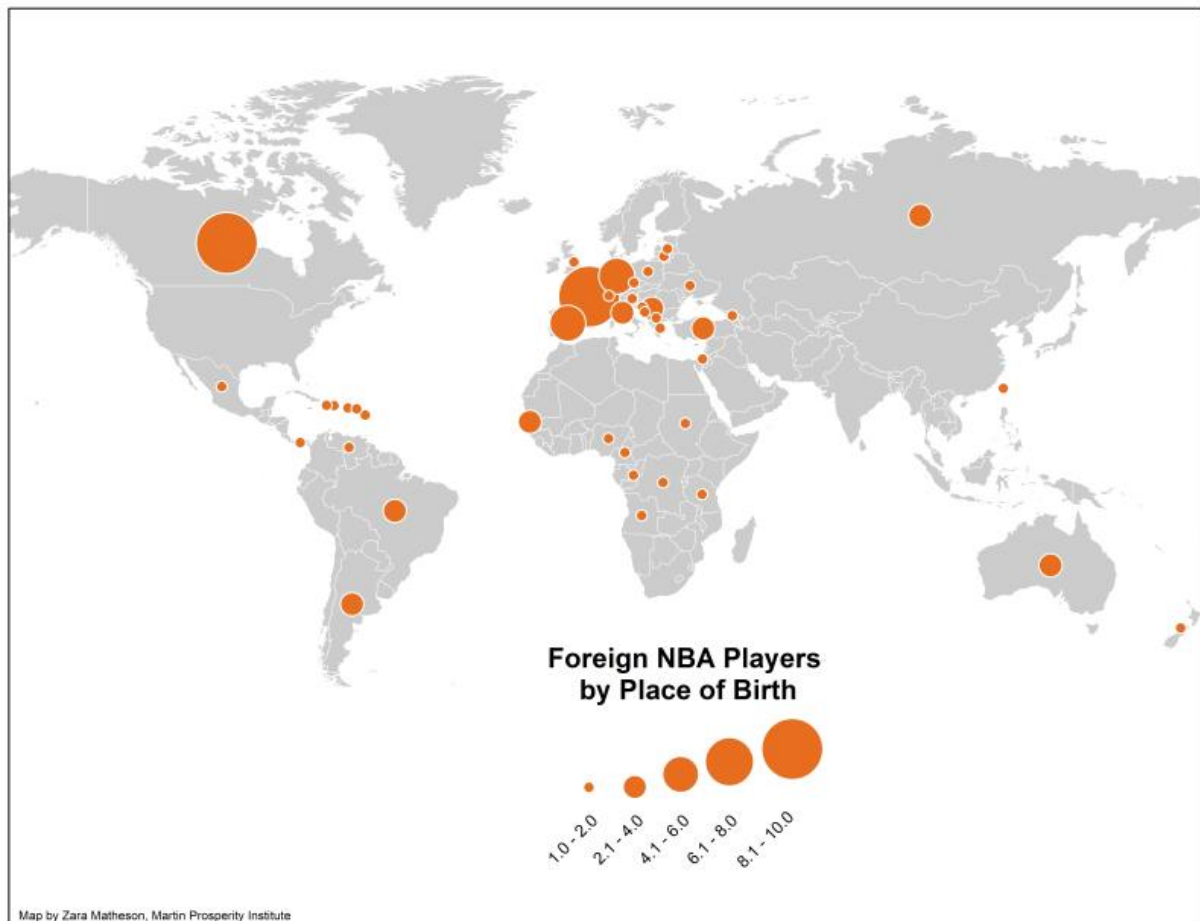 Foreign NBA Players
by Place of Birth
1.0 - 2.0
2.1 - 4.0
4.1 - 6.0
6.1 - 8.0
8.1 - 10.0
Map by Zara Matheson, Martin Prosperity Institute